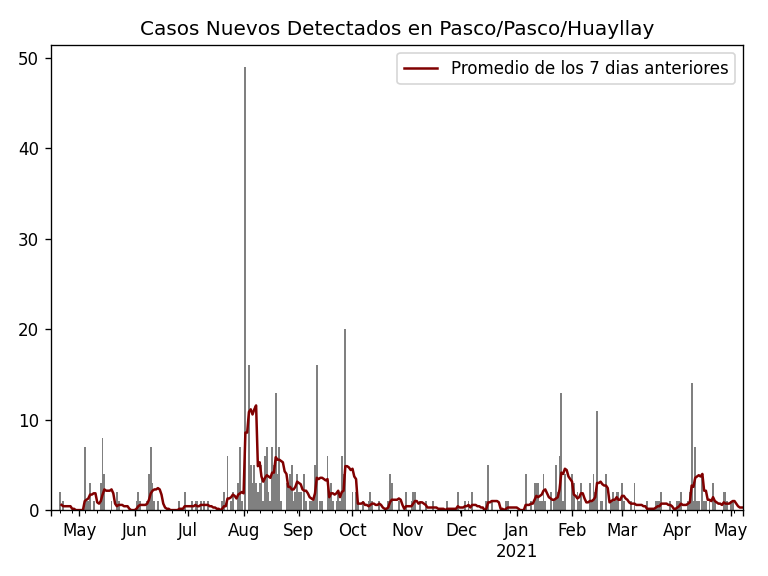 Casos Nuevos Detectados en Pasco/Pasco/Huayllay
Promedio de los 7 dias anteriores
50
40
30
20
10
0
May Jun Jul Aug Sep Oct Nov Dec Jan Feb Mar Apr May
2021